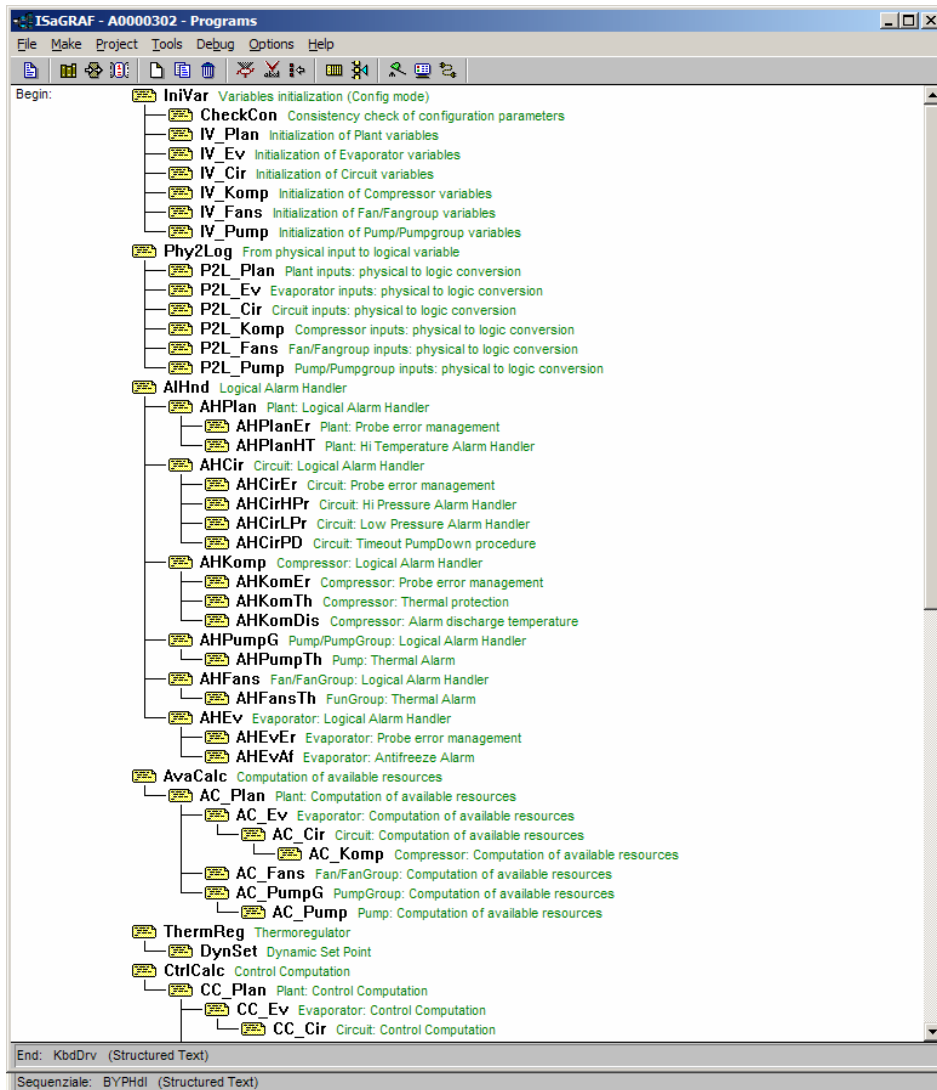 ISaGRAF - A0000302 - Programs
File Make Project Tools Debug Options Help
Begin:
IniVar Variables initialization (Config mode)
CheckCon Consistency check of configuration parameters
IV_Plan Initialization of Plant variables
IV_Ev Initialization of Evaporator variables
IV_Cir Initialization of Circuit variables
IV_Komp Initialization of Compressor variables
IV_Fans Initialization of Fan/Fangroup variables
IV_Pump Initialization of Pump/Pumpgroup variables
Phy2Log From physical input to logical variable
P2L_Plan Plant inputs: physical to logic conversion
P2L_Ev Evaporator inputs: physical to logic conversion
P2L_Cir Circuit inputs: physical to logic conversion
P2L_Komp Compressor inputs: physical to logic conversion
P2L_Fans Fan/Fangroup inputs: physical to logic conversion
P2L_Pump Pump/Pumpgroup inputs: physical to logic conversion
AlHnd Logical Alarm Handler
AHPlan Plant: Logical Alarm Handler
AHPlanEr Plant: Probe error management
AHPlanHT Plant: Hi Temperature Alarm Handler
AHCir Circuit: Logical Alarm Handler
AHCirEr Circuit: Probe error management
AHCirHPr Circuit: Hi Pressure Alarm Handler
AHCirLPr Circuit: Low Pressure Alarm Handler
AHCirPD Circuit: Timeout PumpDown procedure
AHKomp Compressor: Logical Alarm Handler
AHKomEr Compressor: Probe error management
AHKomTh Compressor: Thermal protection
AHKomDis Compressor: Alarm discharge temperature
AHPumpG Pump/PumpGroup: Logical Alarm Handler
AHPumpTh Pump: Thermal Alarm
AHFans Fan/FanGroup: Logical Alarm Handler
AHFansTh FunGroup: Thermal Alarm
AHEv Evaporator: Logical Alarm Handler
AHEvEr Evaporator: Probe error management
AHEvAf Evaporator: Antifreeze Alarm
AvaCalc Computation of available resources
AC_Plan Plant: Computation of available resources
AC_Ev Evaporator: Computation of available resources
AC_Cir Circuit: Computation of available resources
AC_Komp Compressor: Computation of available resources
AC_Fans Fan/FanGroup: Computation of available resources
AC_PumpG PumpGroup: Computation of available resources
AC_Pump Pump: Computation of available resources
ThermReg Thermoregulator
DynSet Dynamic Set Point
CtrlCalc Control Computation
CC_Plan Plant: Control Computation
CC_Ev Evaporator: Control Computation
CC_Cir Circuit: Control Computation
End: KbdDrv (Structured Text)
Sequenziale: BYPHdl (Structured Text)